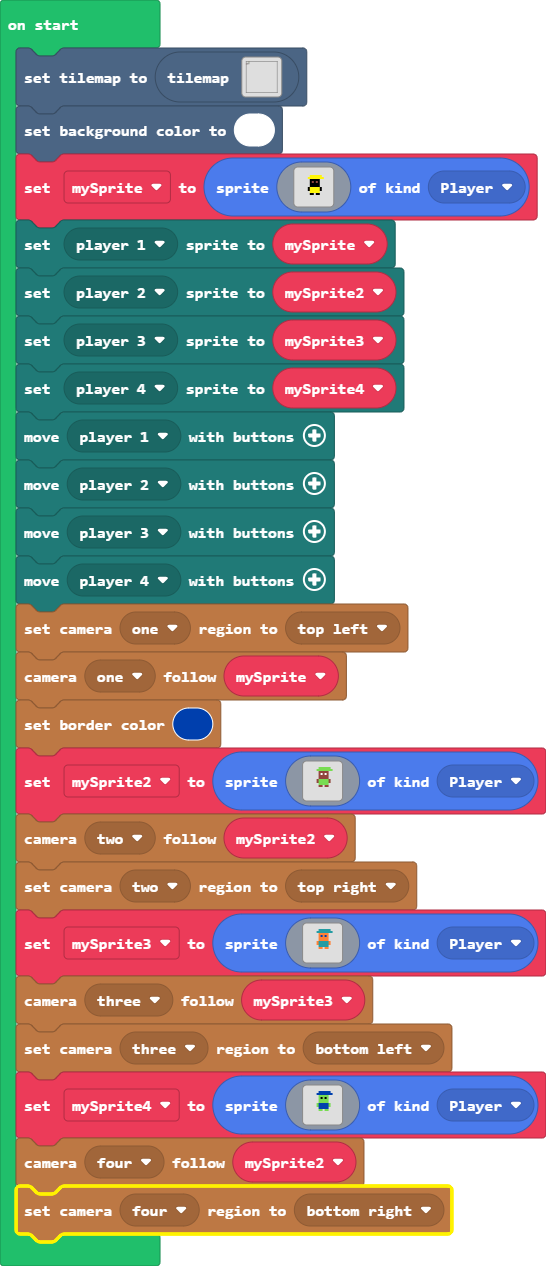 on start
set tilemap to tilemap
set background color to
set mySprite to sprite of kind Player
set player 1 sprite to mySprite
set player 2 sprite to mySprite2
set player 3 sprite to mySprite3
set player 4 sprite to mySprite4
move player 1 with buttons
move player 2 with buttons
move player 3 with buttons
move player 4 with buttons
set camera one region to top left
camera one follow mySprite
set border color
set mySprite2 to sprite of kind Player
camera two follow mySprite2
set camera two region to top right
set mySprite3 to sprite of kind Player
camera three follow mySprite3
set camera three region to bottom left
set mySprite4 to sprite of kind Player
camera four follow mySprite2
set camera four region to bottom right